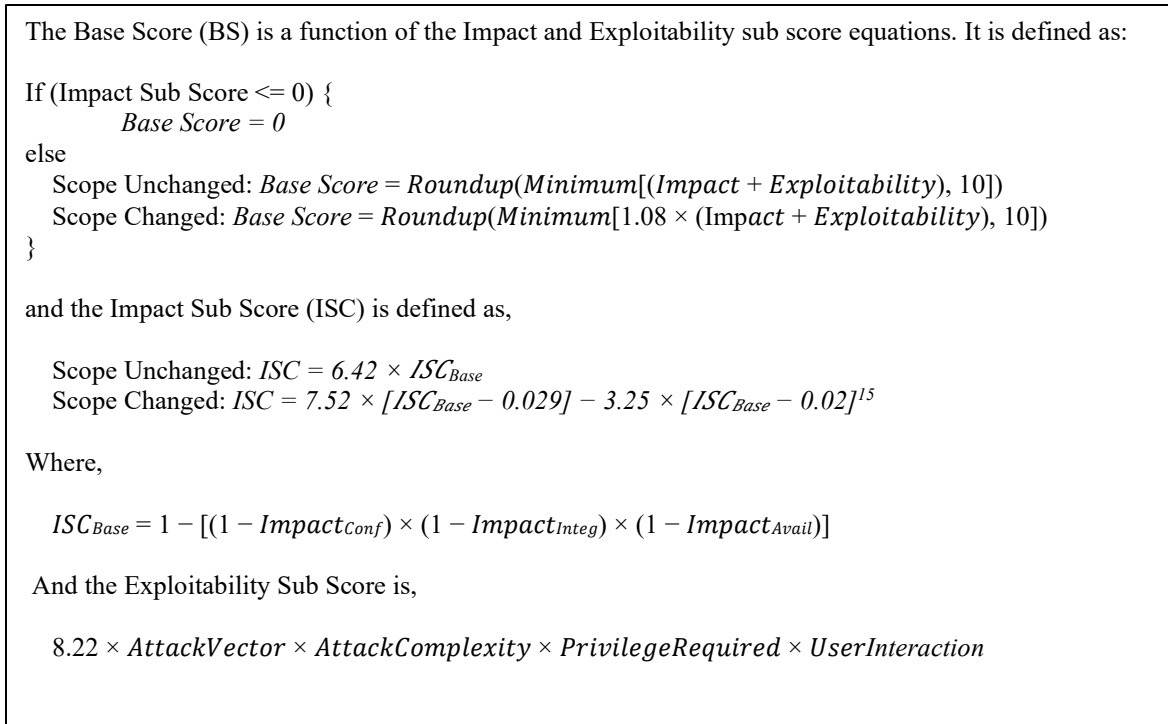 The Base Score (BS) is a function of the Impact and Exploitability sub score equations. It is defined as:
If (Impact Sub Score <= 0) {
Base Score = 0
else
Scope Unchanged: Base Score = Roundup(Minimum[(Impact + Exploitability), 10])
Scope Changed: Base Score = Roundup(Minimum[1.08 × (Impact + Exploitability), 10])
}
and the Impact Sub Score (ISC) is defined as,
Scope Unchanged: ISC = 6.42 × ISCBase
Scope Changed: ISC = 7.52 × [ISCBase − 0.029] − 3.25 × [ISCBase − 0.02]15
Where,
ISCBase = 1 − [(1 − ImpactConf) × (1 − ImpactInteg) × (1 − ImpactAvail)]
And the Exploitability Sub Score is,
8.22 × AttackVector × AttackComplexity × PrivilegeRequired × UserInteraction